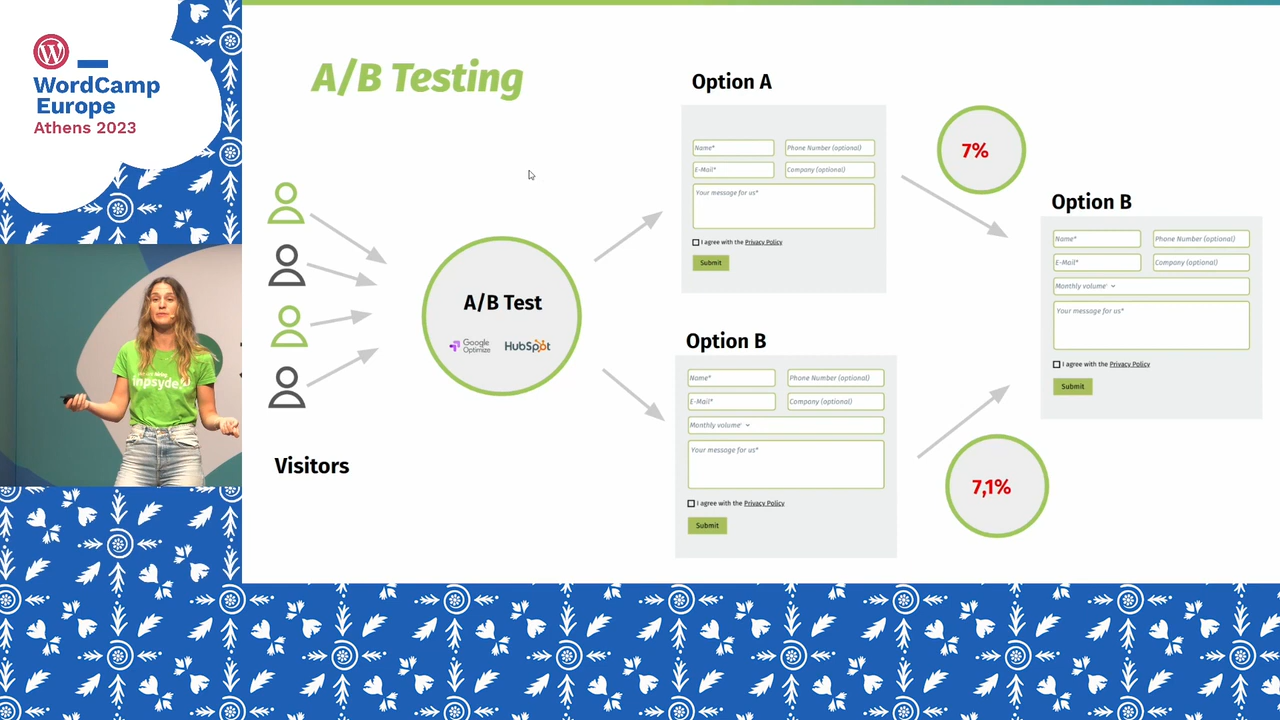 WordCamp
Europe
Athens 2023
A/B Testing
Visitors
A/B Test
Google
Optimize
HubSpot
Option A
Name*
Phone Number (optional)
E-Mail*
Company (optional)
Your message for us*
I agree with the Privacy Policy
Submit
7%
Option B
Name*
Phone Number (optional)
E-Mail*
Company (optional)
Monthly volume*
Your message for us*
I agree with the Privacy Policy
Submit
7,1%
Option B
Name*
Phone Number (optional)
E-Mail*
Company (optional)
Monthly volume*
Your message for us*
I agree with the Privacy Policy
Submit